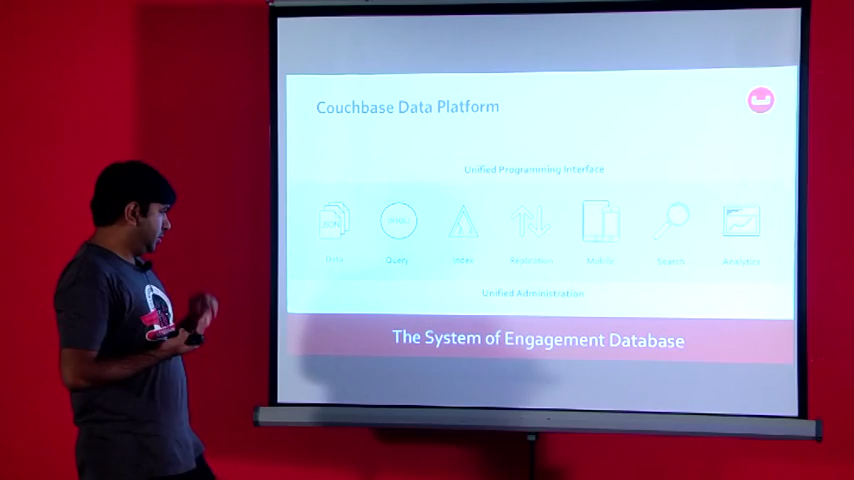 Couchbase Data Platform
Unified Programming Interface
JSON
Data
Query
Index
Replication
Mobile
Search
Analytics
Unified Administration
The System of Engagement Database